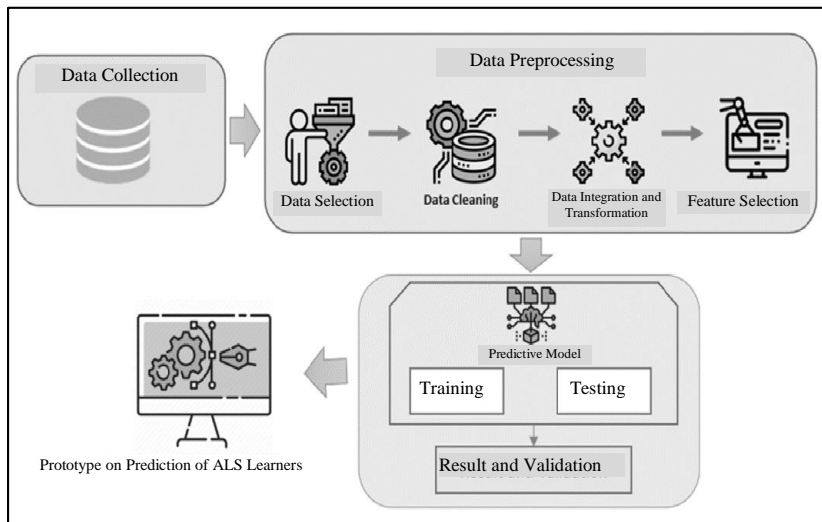 Data Collection
Data Preprocessing
Data Selection
Data Cleaning
Data Integration and
Transformation
Feature Selection
Predictive Model
Training
Testing
Result and Validation
Prototype on Prediction of ALS Learners